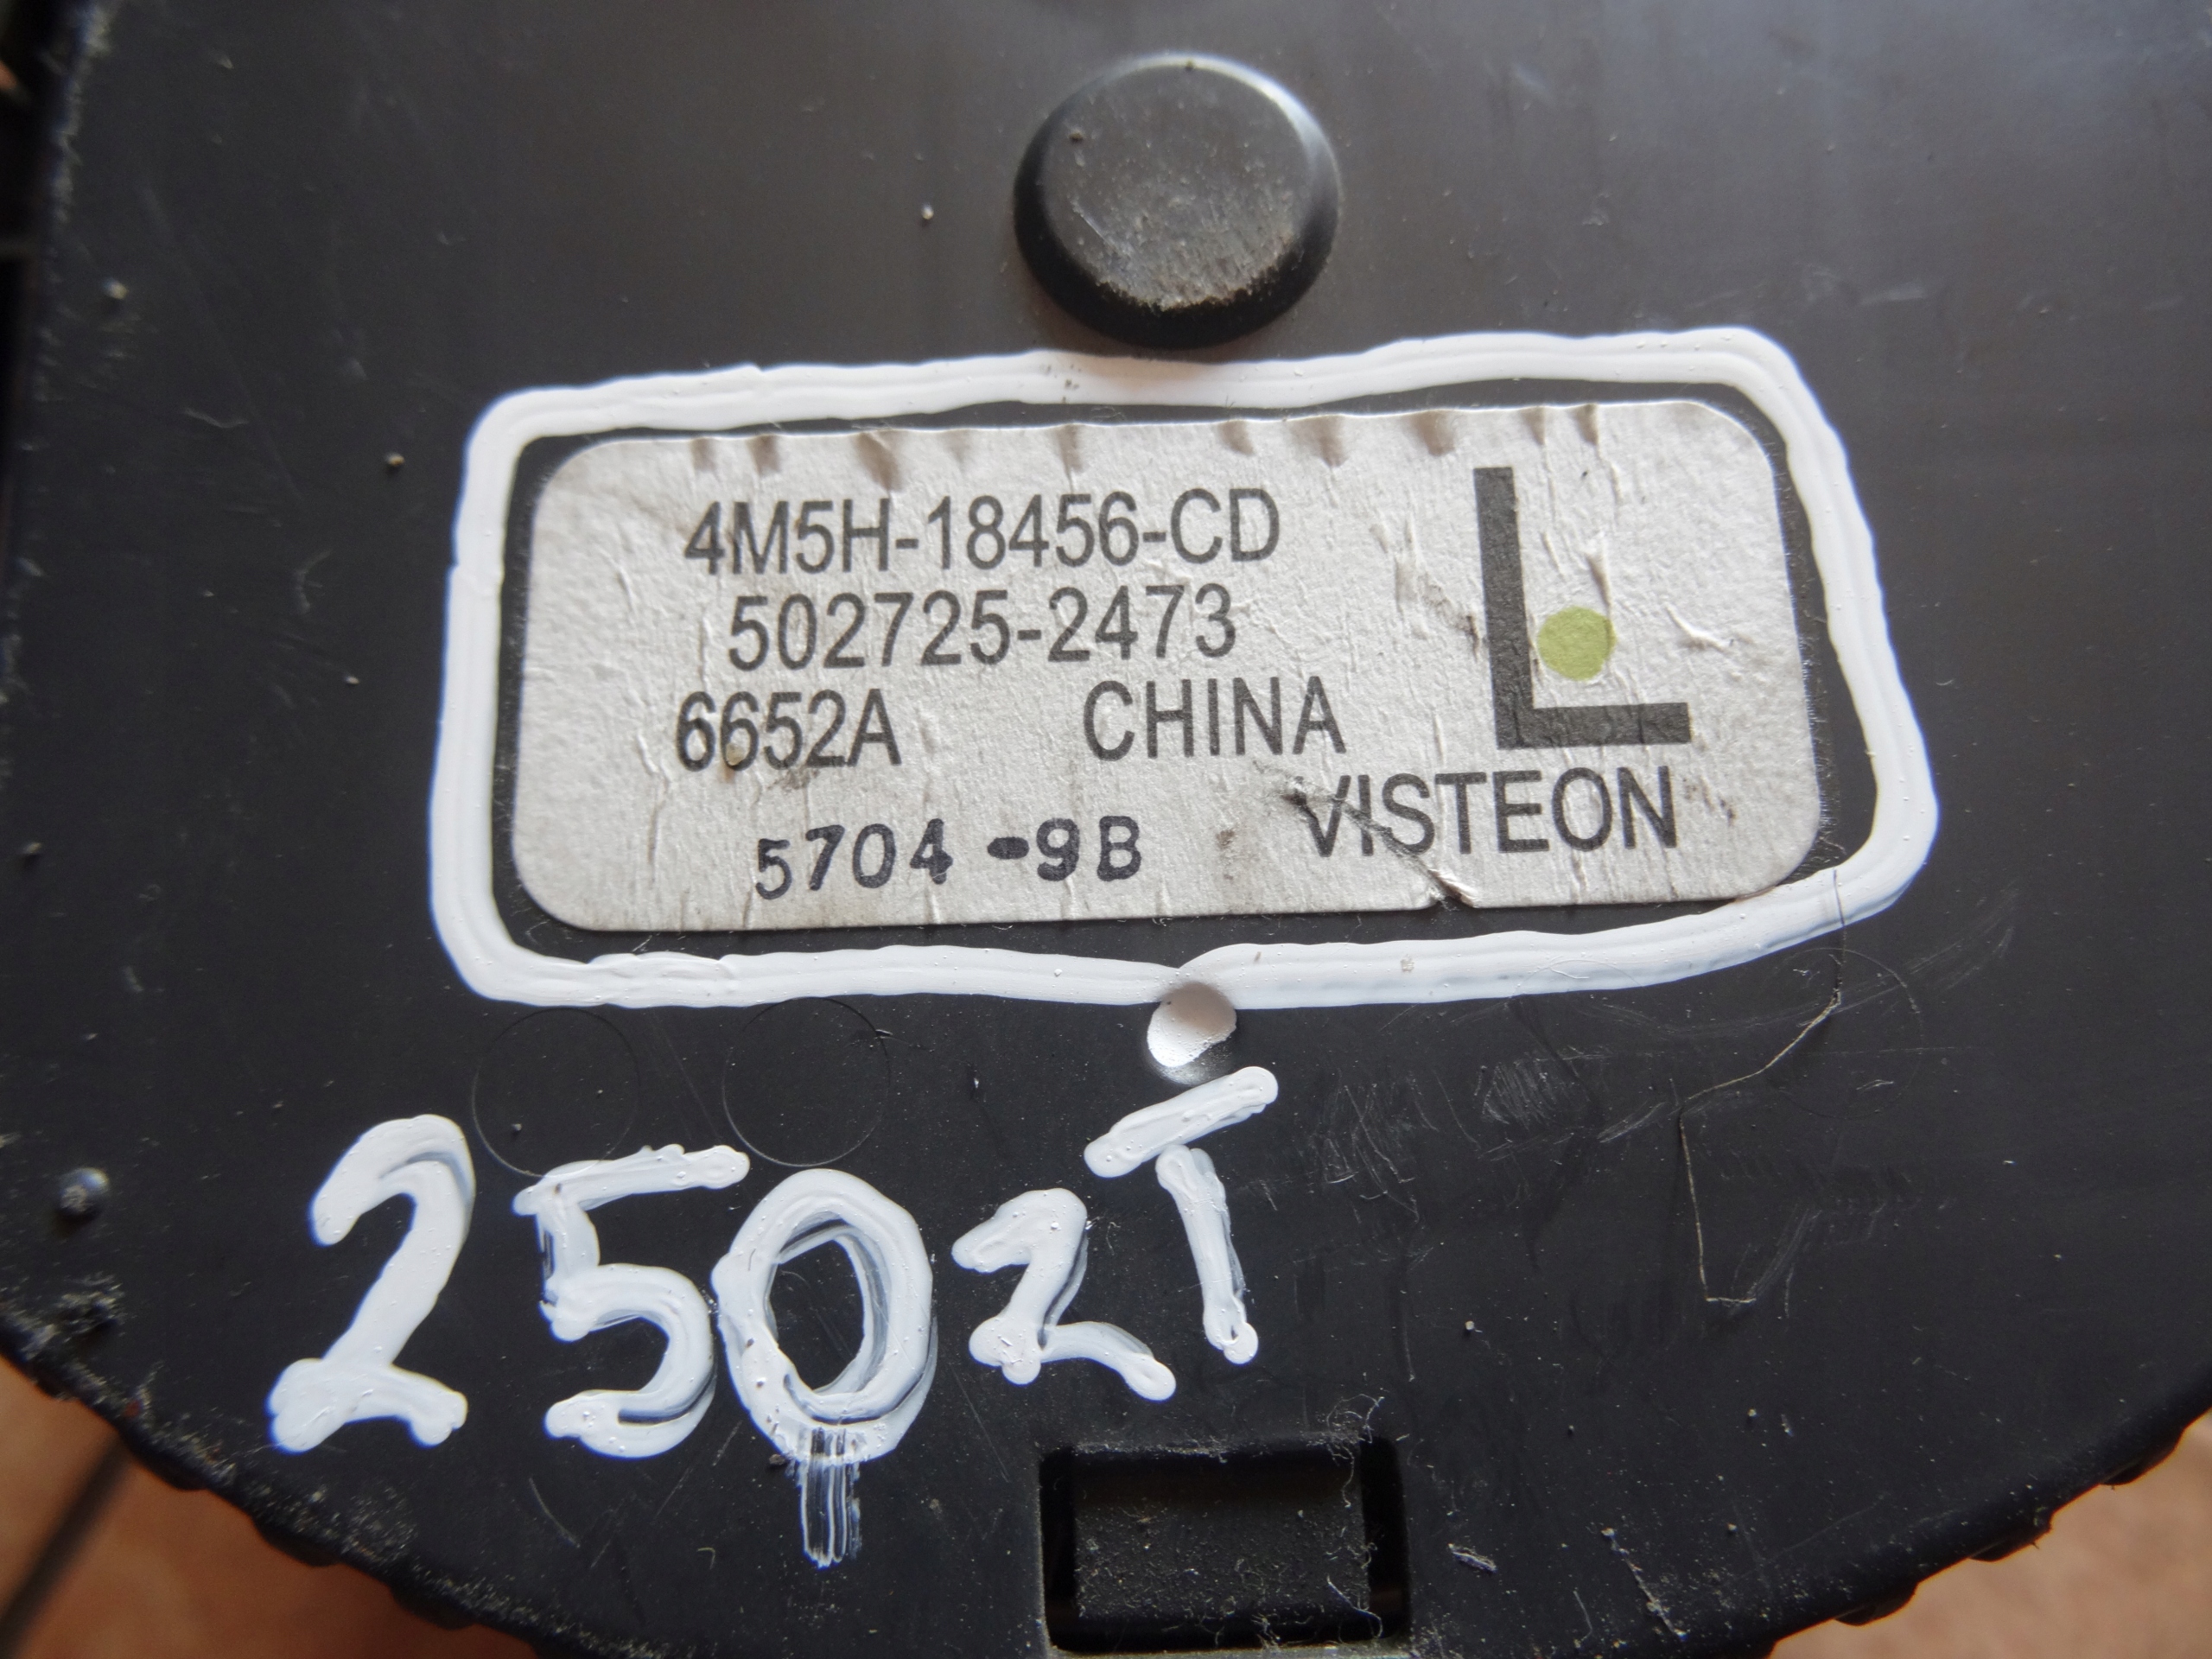 4M5H-18456-CD
502725-2473
6652A CHINA L
VISTEON
5704-9B
2502T